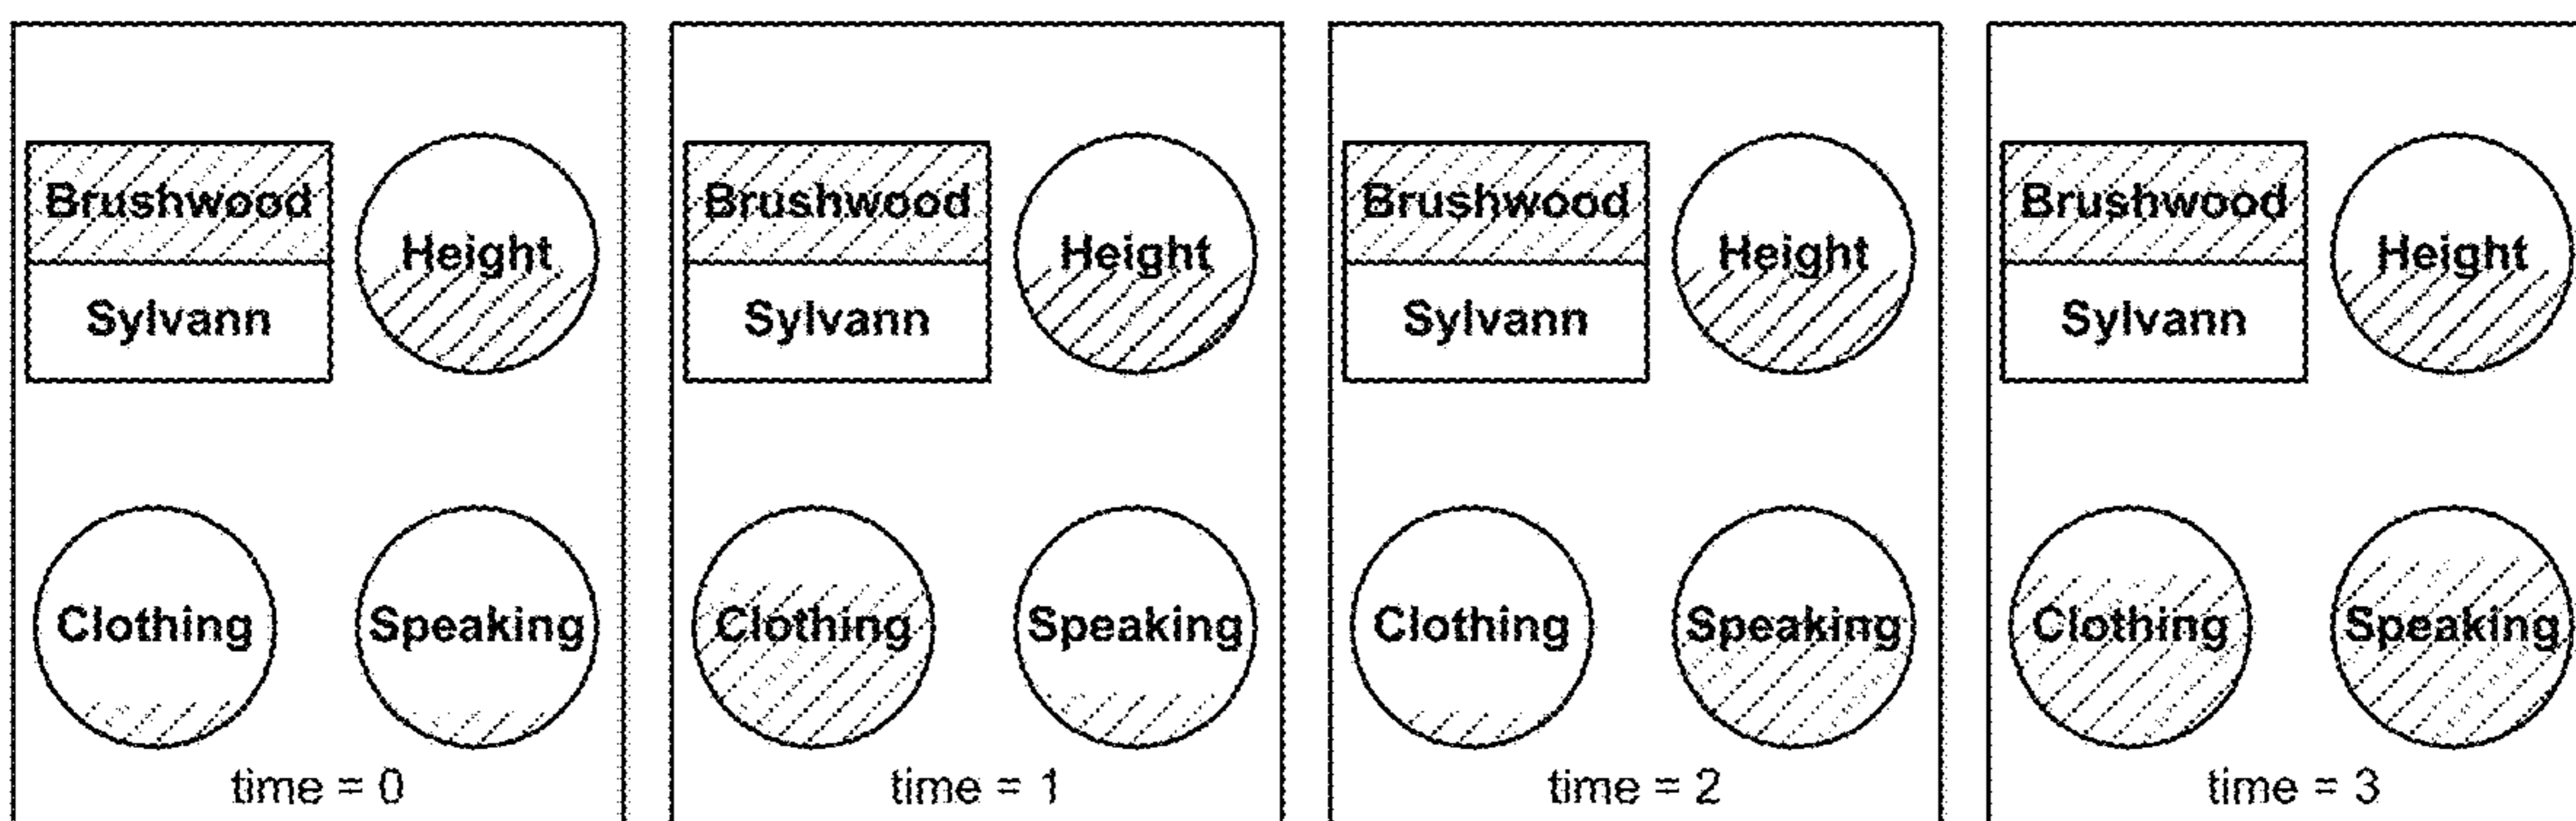 Brushwood
Height
Sylvann
Clothing
Speaking
time = 0
Brushwood
Height
Sylvann
Clothing
Speaking
time = 1
Brushwood
Height
Sylvann
Clothing
Speaking
time = 2
Brushwood
Height
Sylvann
Clothing
Speaking
time = 3